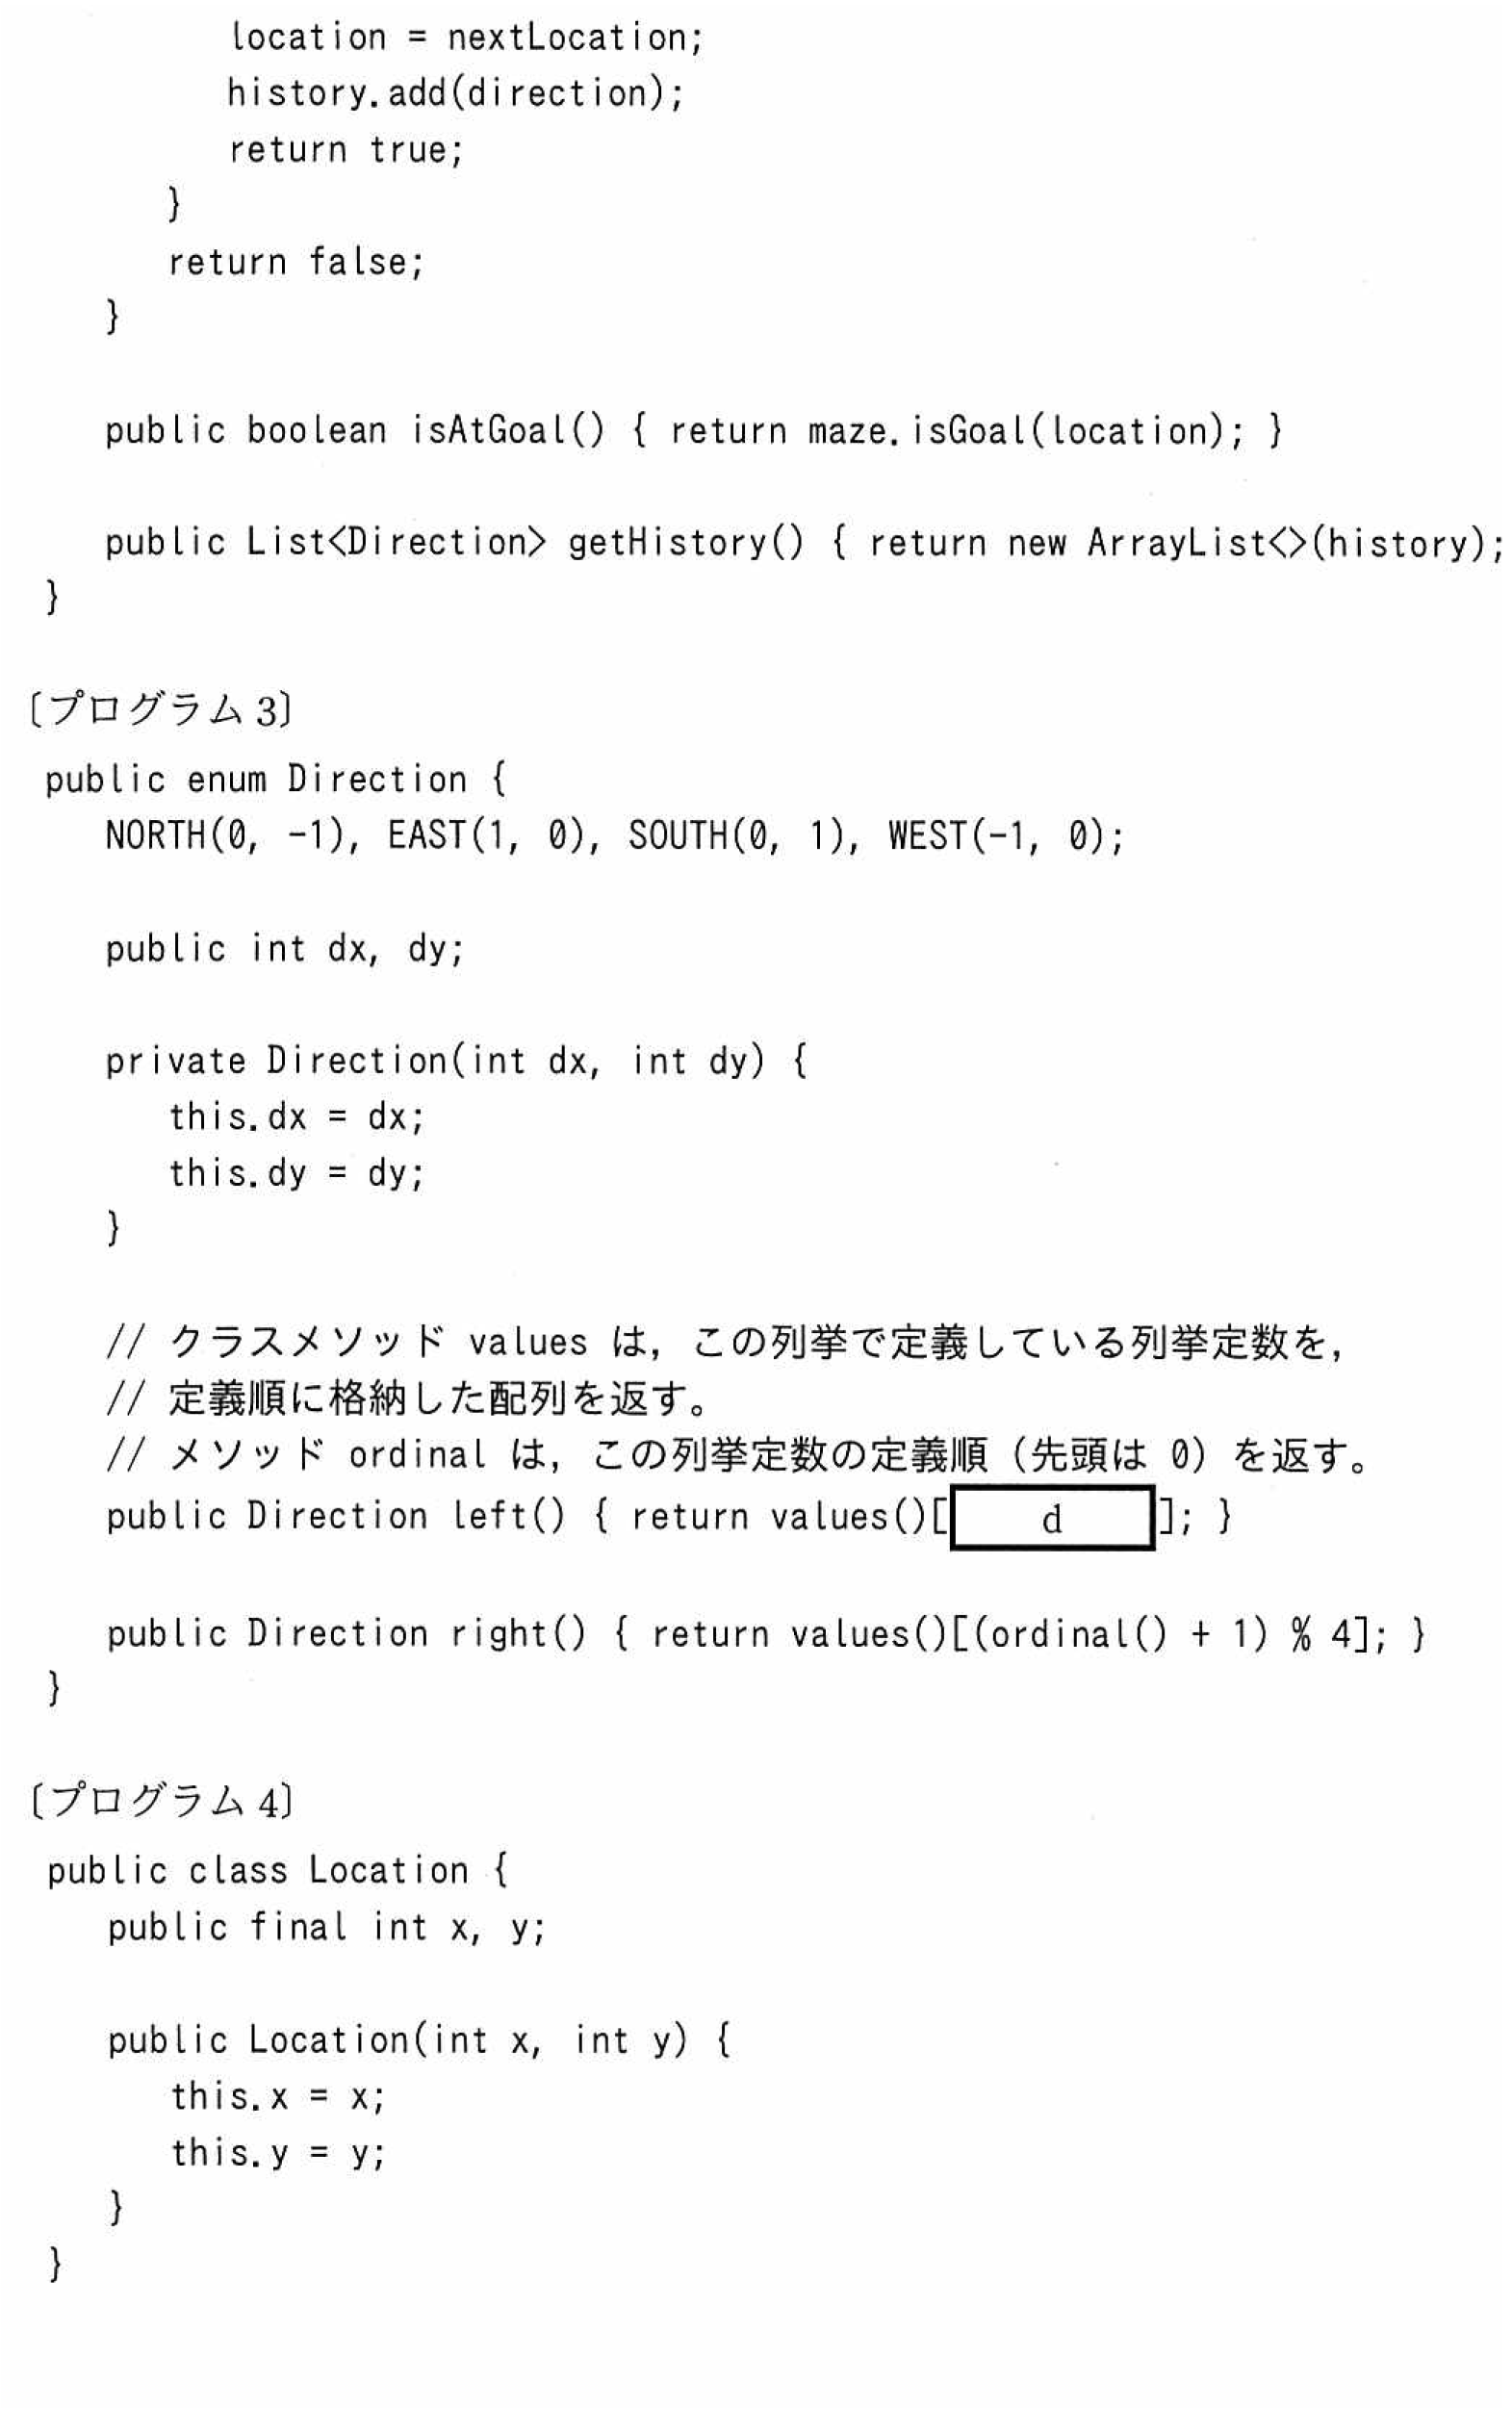 location = nextLocation;
history.add(direction);
return true;
}
return false;
}
public boolean isAtGoal() { return maze.isGoal(location); }
public List<Direction> getHistory() { return new ArrayList<>(history);
}
〔プログラム 3〕
public enum Direction {
NORTH(0, -1), EAST(1, 0), SOUTH(0, 1), WEST(-1, 0);
public int dx, dy;
private Direction(int dx, int dy) {
this.dx = dx;
this.dy = dy;
}
// クラスメソッド values は，この列挙で定義している列挙定数を，
// 定義順に格納した配列を返す。
// メソッド ordinal は，この列挙定数の定義順（先頭は 0）を返す。
public Direction left() { return values()[ d ]; }
public Direction right() { return values()[(ordinal() + 1) % 4]; }
}
〔プログラム 4〕
public class Location {
public final int x, y;
public Location(int x, int y) {
this.x = x;
this.y = y;
}
}